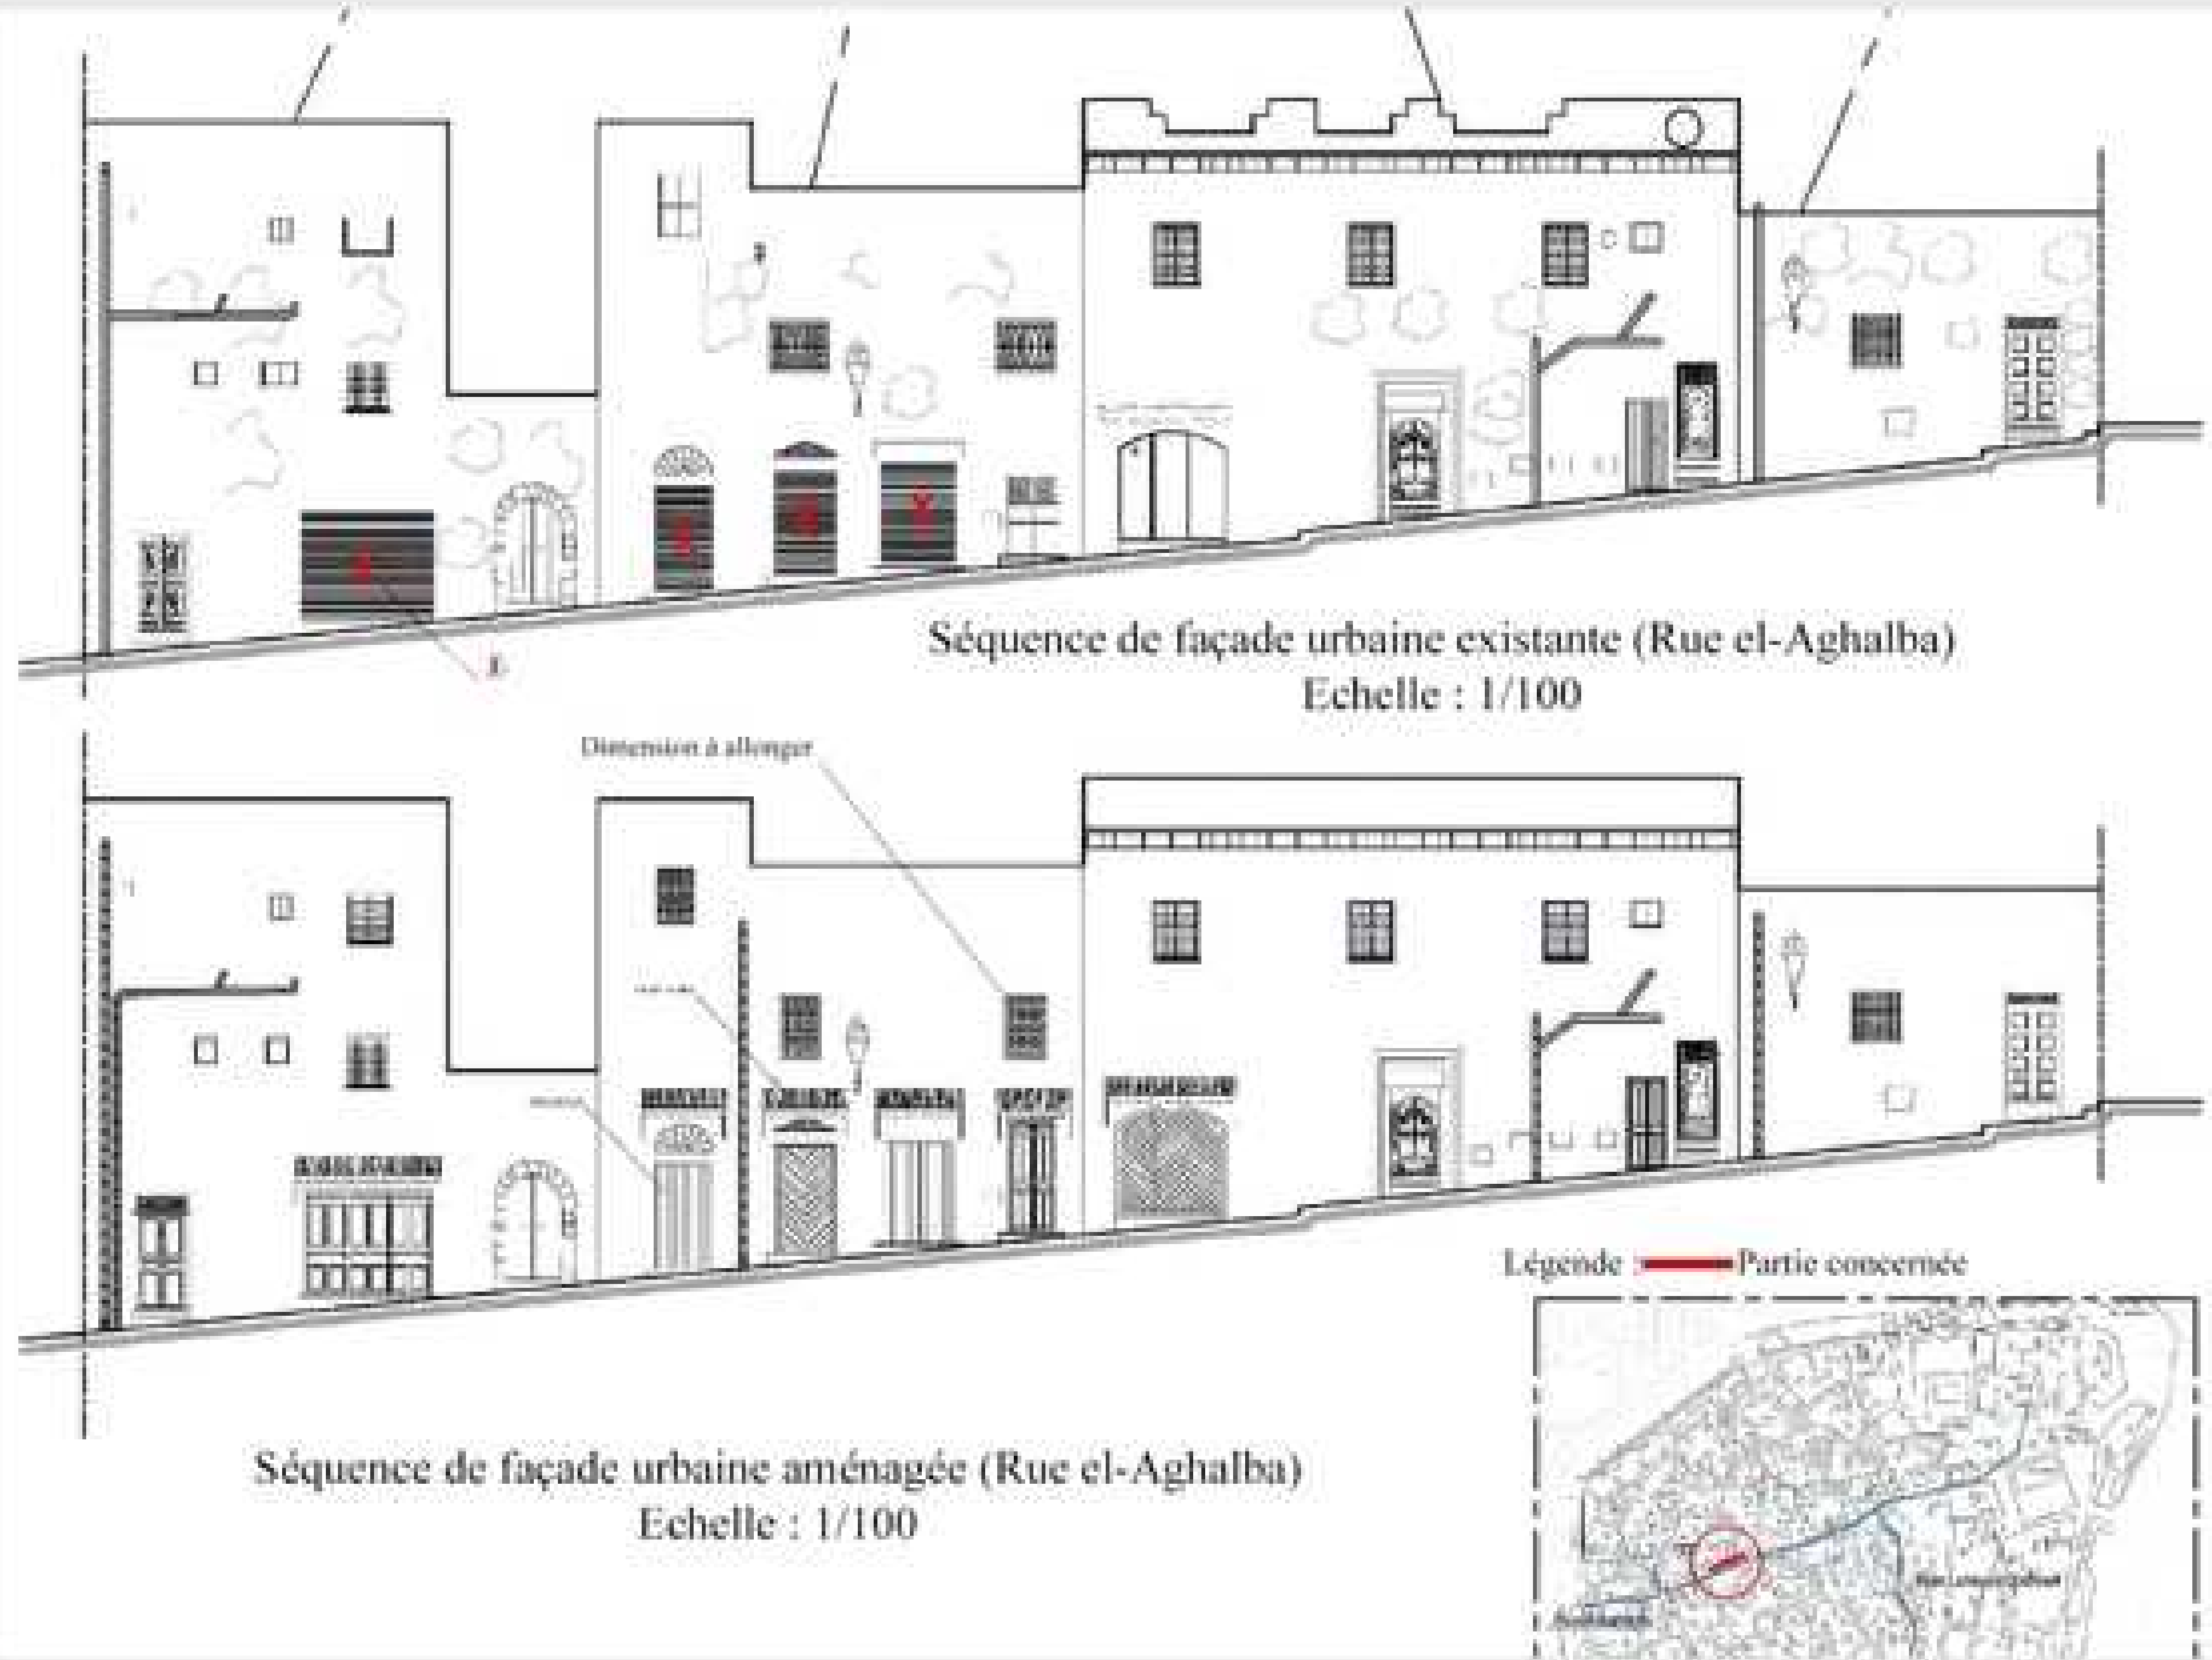 Séquence de façade urbaine existante (Rue el-Aghalba)
Echelle : 1/100
Dimension à allonger
Légende : Partie concernée
Séquence de façade urbaine aménagée (Rue el-Aghalba)
Echelle : 1/100